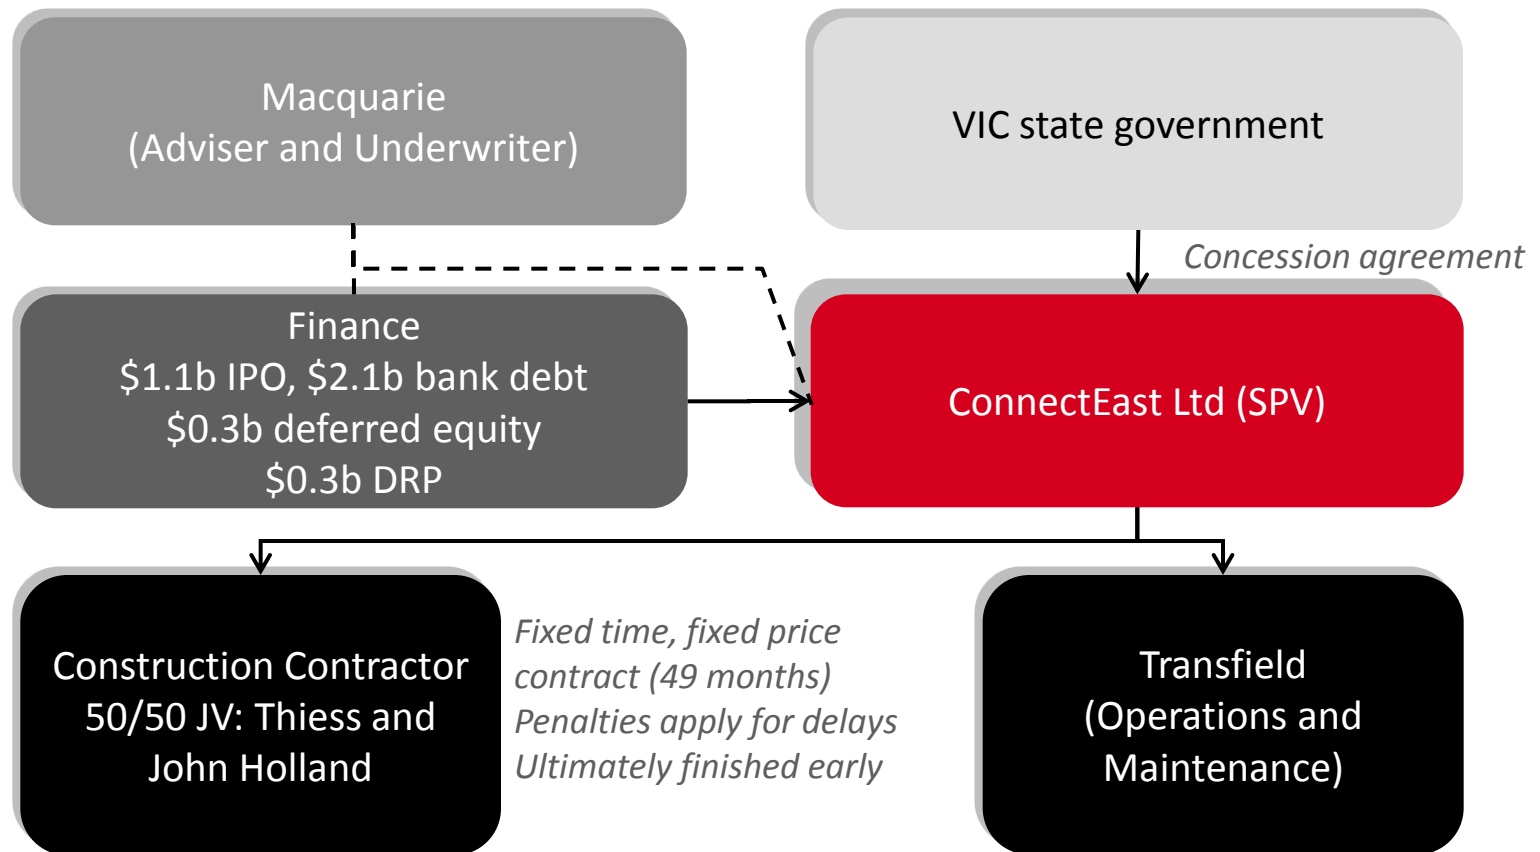 Macquarie
(Adviser and Underwriter)
VIC state government
Concession agreement
Finance
$1.1b IPO, $2.1b bank debt
$0.3b deferred equity
$0.3b DRP
ConnectEast Ltd (SPV)
Construction Contractor
50/50 JV: Thiess and
John Holland
Fixed time, fixed price
contract (49 months)
Penalties apply for delays
Ultimately finished early
Transfield
(Operations and
Maintenance)